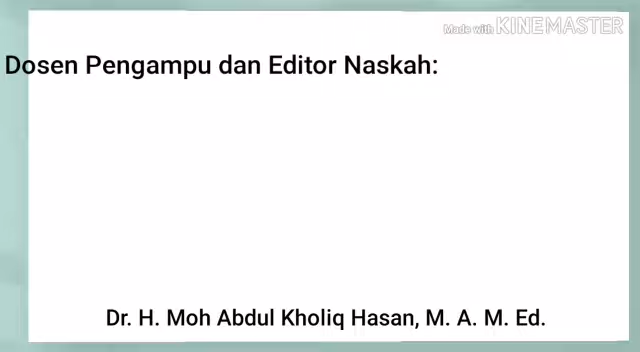 Made with KINEMASTER
Dosen Pengampu dan Editor Naskah:
Dr. H. Moh Abdul Kholiq Hasan, M. A. M. Ed.